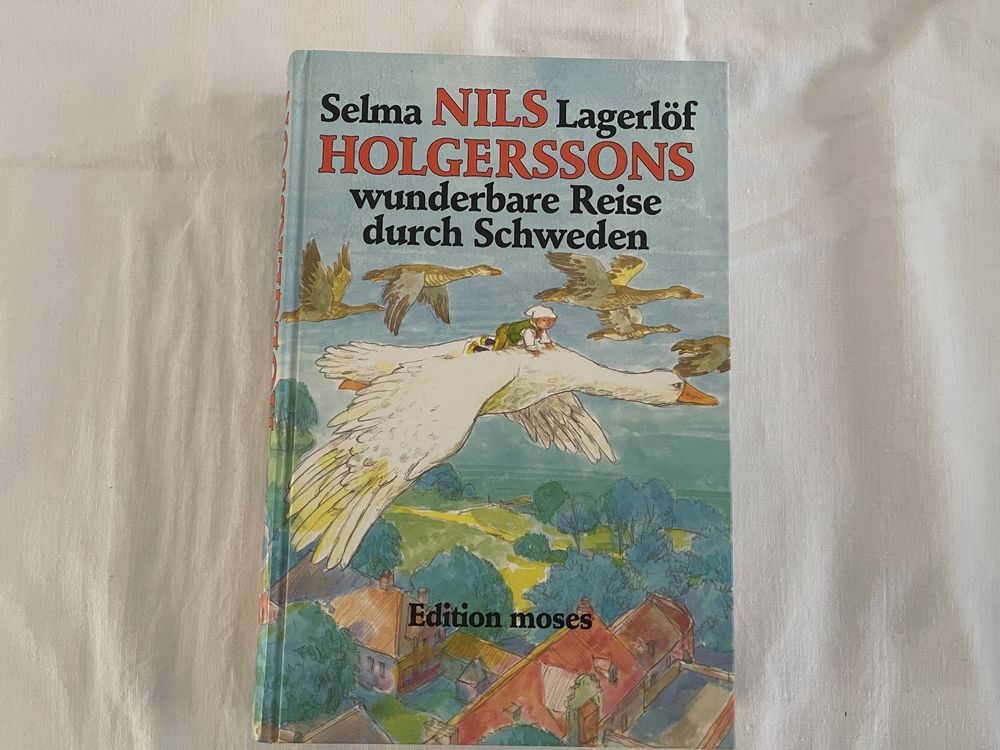 Selma NILS Lagerlöf
HOLGERSSONS
wunderbare Reise
durch Schweden
Edition moses